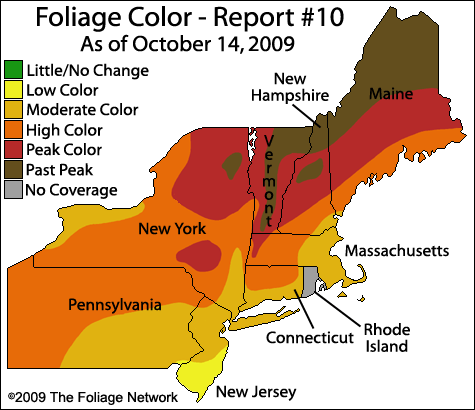 Foliage Color - Report #10
As of October 14, 2009
Little/No Change
Low Color
Moderate Color
High Color
Peak Color
Past Peak
No Coverage
New
Hampshire
Maine
Vermont
New York
Massachusetts
Pennsylvania
Connecticut
Rhode
Island
New Jersey
©2009 The Foliage Network